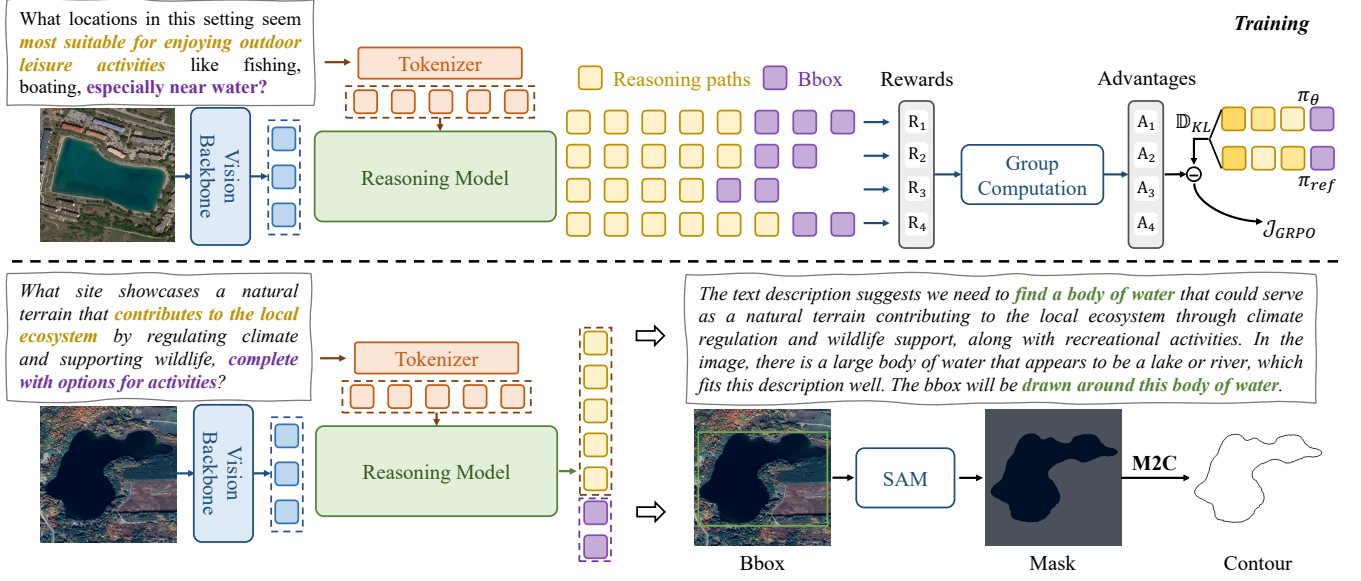 What locations in this setting seem
most suitable for enjoying outdoor
leisure activities like fishing,
boating, especially near water?
Training
Tokenizer
Vision
Backbone
Reasoning Model
Reasoning paths
Bbox
Rewards
R₁
R₂
R₃
R₄
Group
Computation
Advantages
A₁
A₂
A₃
A₄
𝔻_KL
π_θ
π_ref
𝒥_GRPO
What site showcases a natural
terrain that contributes to the local
ecosystem by regulating climate
and supporting wildlife, complete
with options for activities?
Tokenizer
Vision
Backbone
Reasoning Model
The text description suggests we need to find a body of water that could serve
as a natural terrain contributing to the local ecosystem through climate
regulation and wildlife support, along with recreational activities. In the
image, there is a large body of water that appears to be a lake or river, which
fits this description well. The bbox will be drawn around this body of water.
SAM
M2C
Bbox
Mask
Contour